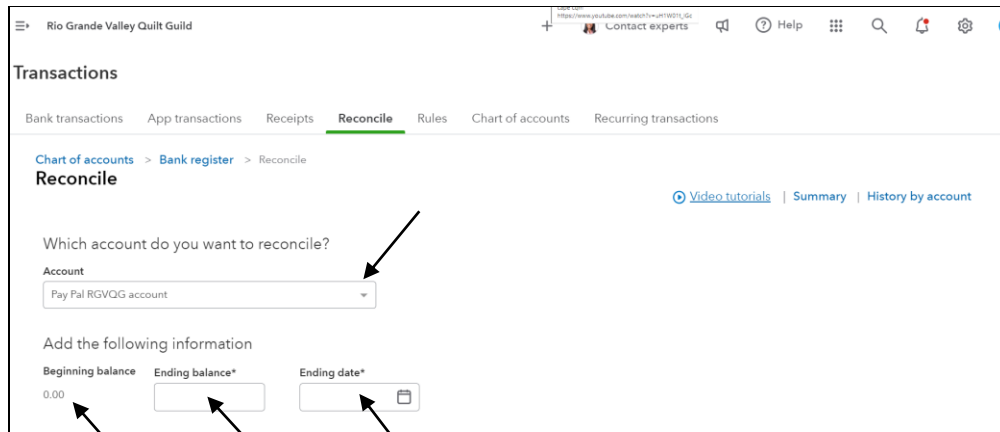 Rio Grande Valley Quilt Guild
Contact experts
Help
Transactions
Bank transactions App transactions Receipts Reconcile Rules Chart of accounts Recurring transactions
Chart of accounts > Bank register > Reconcile
Reconcile
Video tutorials | Summary | History by account
Which account do you want to reconcile?
Account
Pay Pal RGVQG account
Add the following information
Beginning balance Ending balance* Ending date*
0.00